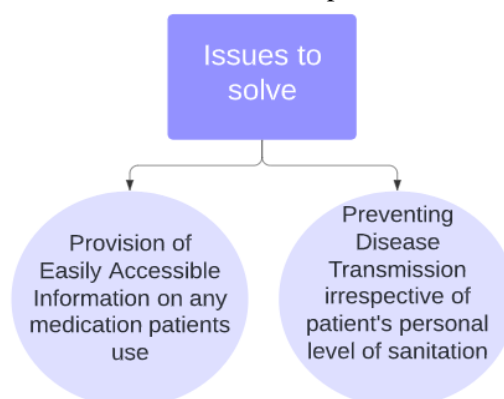 Issues to
solve
Provision of
Easily Accessible
Information on any
medication patients
use
Preventing
Disease
Transmission
irrespective of
patient's personal
level of sanitation